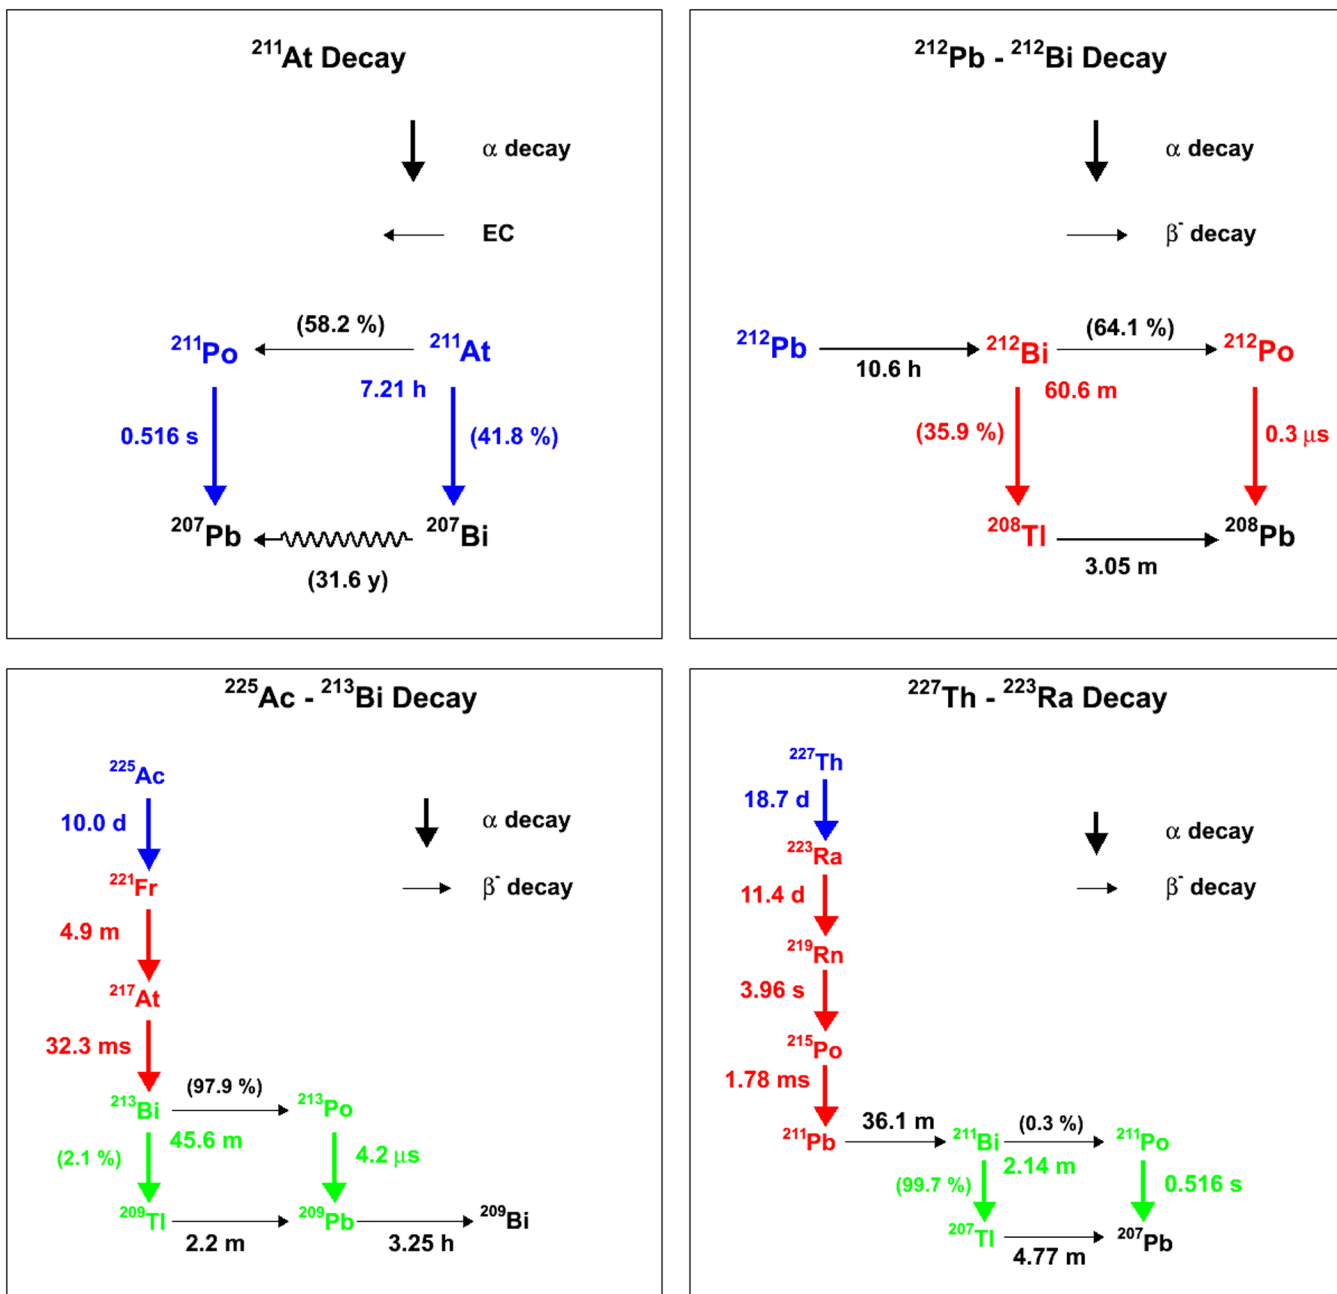 ²¹¹At Decay
α decay
EC
(58.2 %)
²¹¹Po
²¹¹At
7.21 h
0.516 s
(41.8 %)
²⁰⁷Pb
²⁰⁷Bi
(31.6 y)
²¹²Pb - ²¹²Bi Decay
α decay
β⁻ decay
(64.1 %)
²¹²Pb
²¹²Bi
²¹²Po
10.6 h
60.6 m
(35.9 %)
0.3 μs
²⁰⁸Tl
²⁰⁸Pb
3.05 m
²²⁵Ac - ²¹³Bi Decay
²²⁵Ac
10.0 d
α decay
²²¹Fr
β⁻ decay
4.9 m
²¹⁷At
32.3 ms
(97.9 %)
²¹³Bi
²¹³Po
45.6 m
(2.1 %)
4.2 μs
²⁰⁹Tl
²⁰⁹Pb
²⁰⁹Bi
2.2 m
3.25 h
²²⁷Th - ²²³Ra Decay
²²⁷Th
18.7 d
α decay
²²³Ra
β⁻ decay
11.4 d
²¹⁹Rn
3.96 s
²¹⁵Po
1.78 ms
36.1 m
(0.3 %)
²¹¹Pb
²¹¹Bi
²¹¹Po
2.14 m
(99.7 %)
0.516 s
²⁰⁷Tl
²⁰⁷Pb
4.77 m